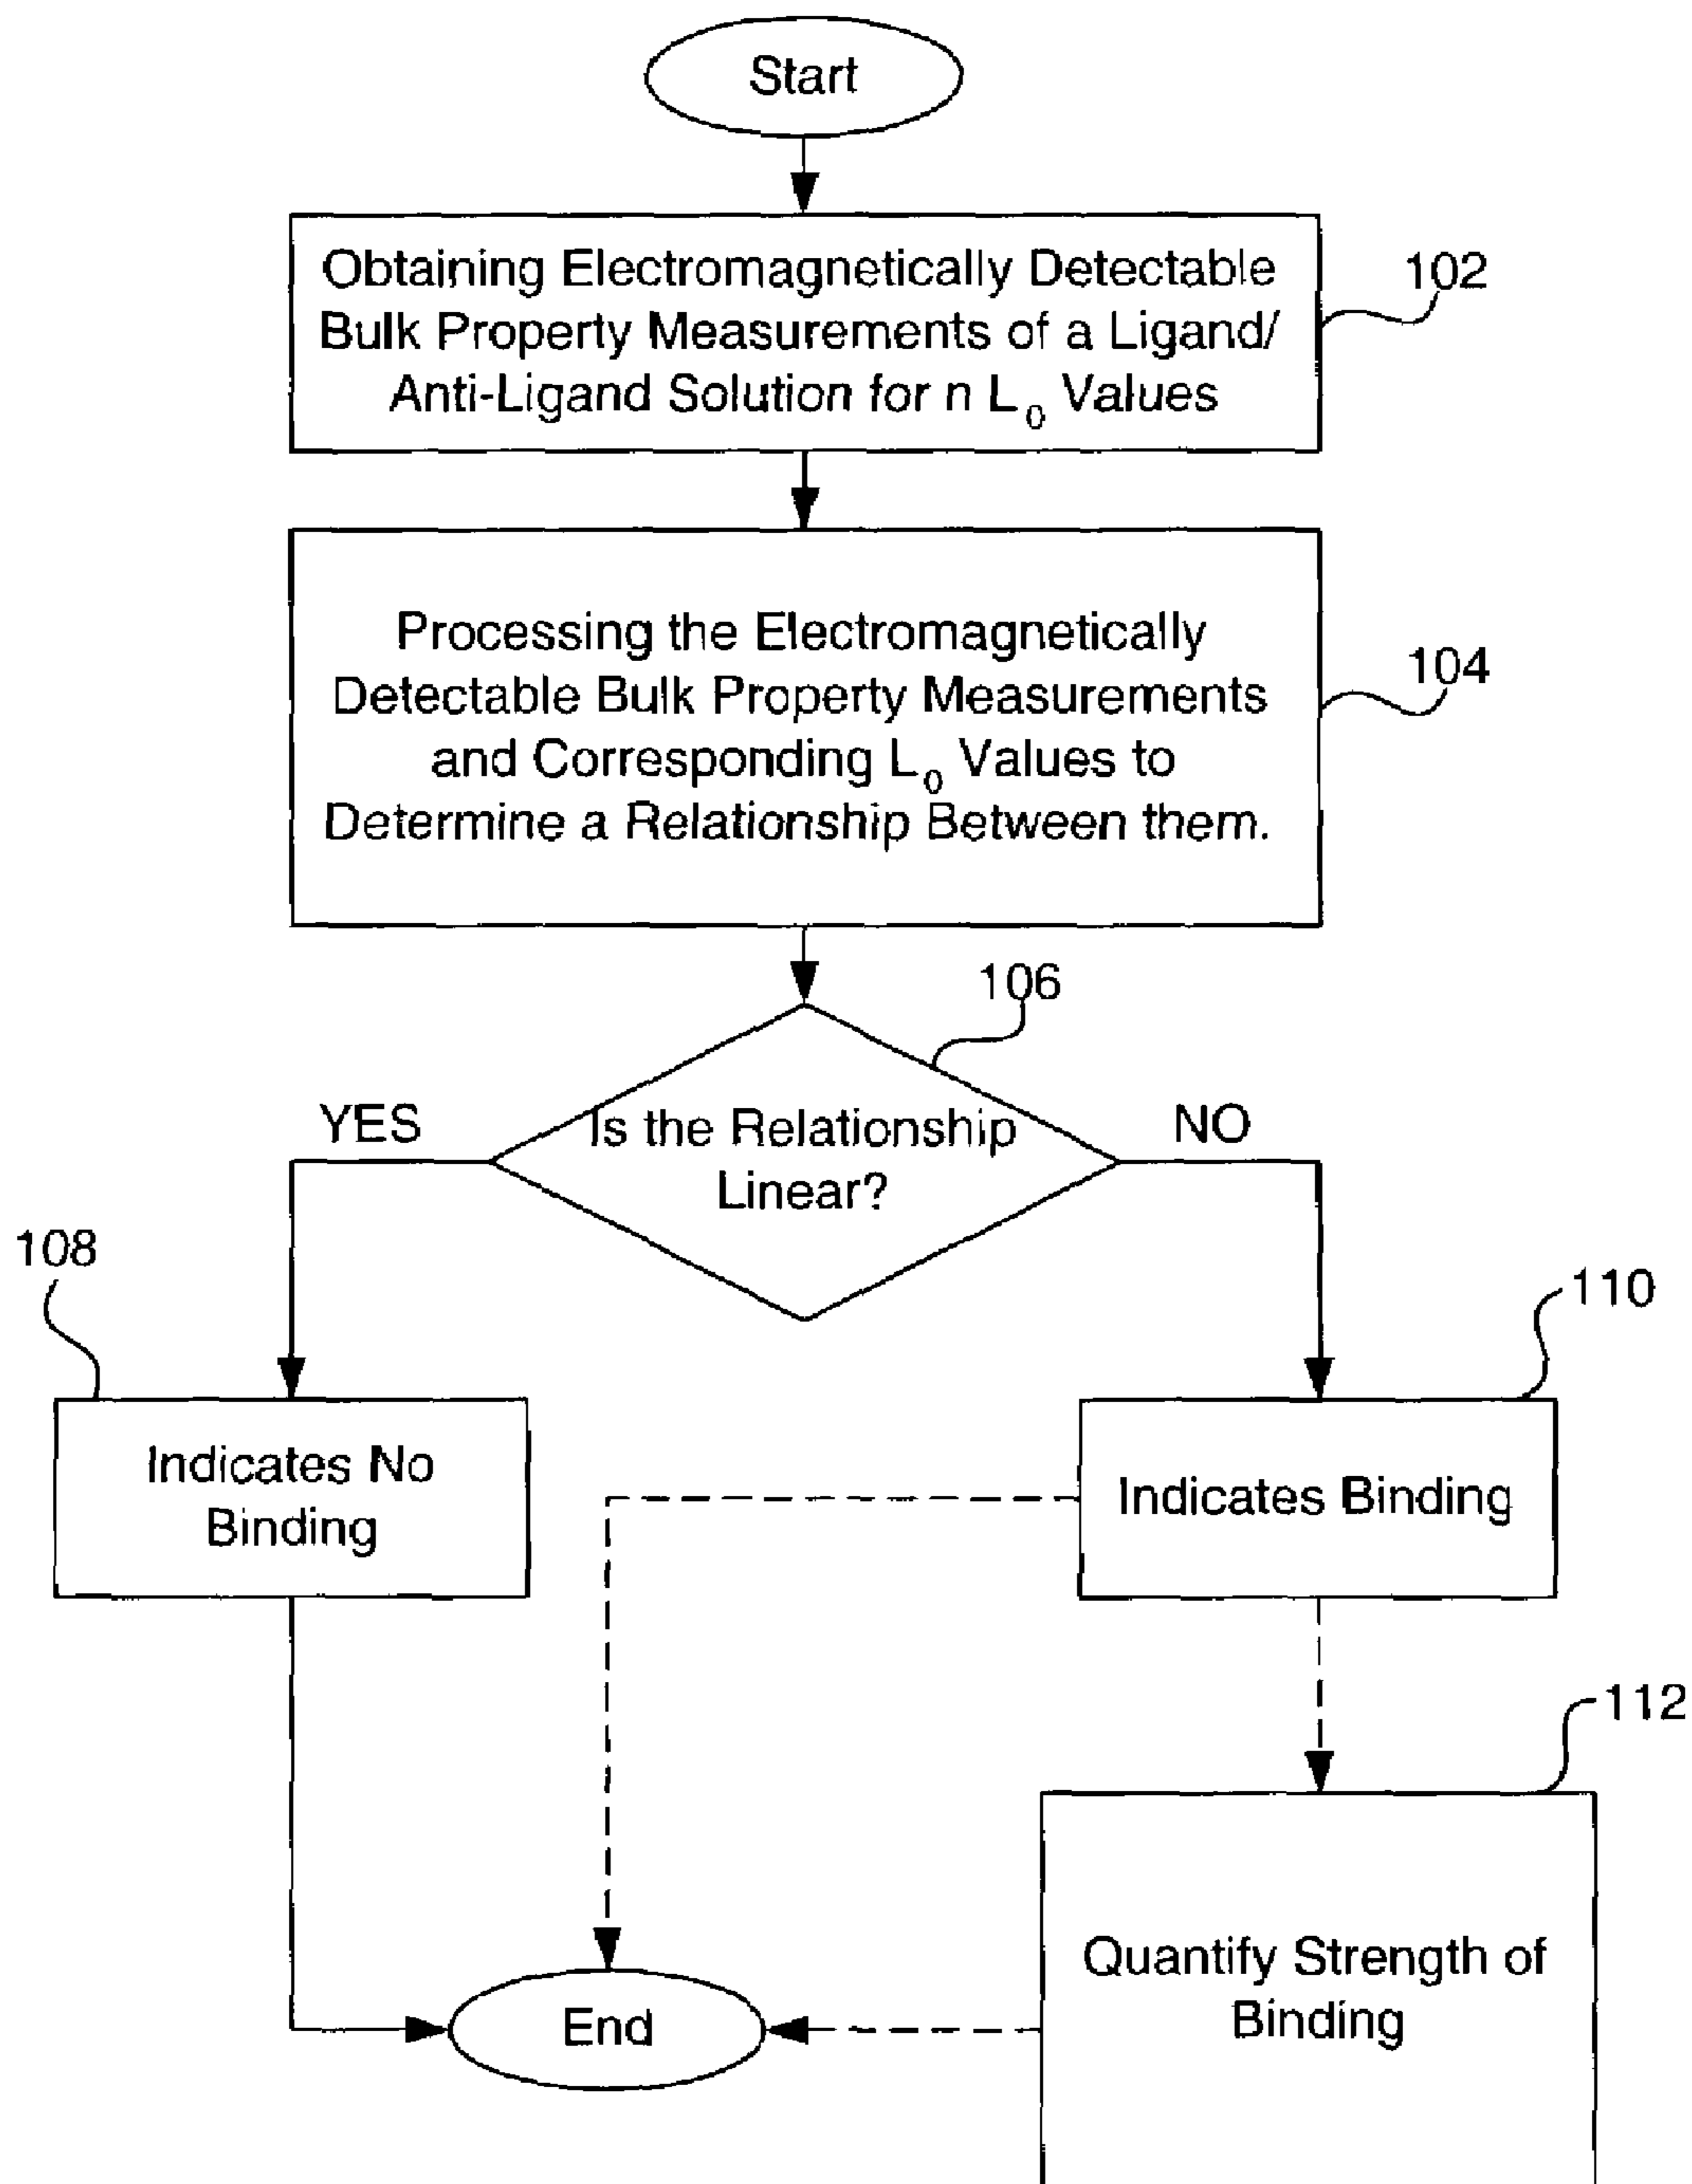 Start
Obtaining Electromagnetically Detectable
Bulk Property Measurements of a Ligand/
Anti-Ligand Solution for n L₀ Values
102
Processing the Electromagnetically
Detectable Bulk Property Measurements
and Corresponding L₀ Values to
Determine a Relationship Between them.
104
106
YES
Is the Relationship
Linear?
NO
108
Indicates No
Binding
110
Indicates Binding
112
Quantify Strength of
Binding
End